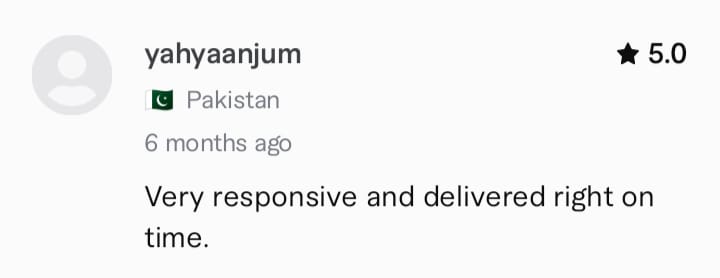 yahyaanjum
★ 5.0
Pakistan
6 months ago
Very responsive and delivered right on
time.